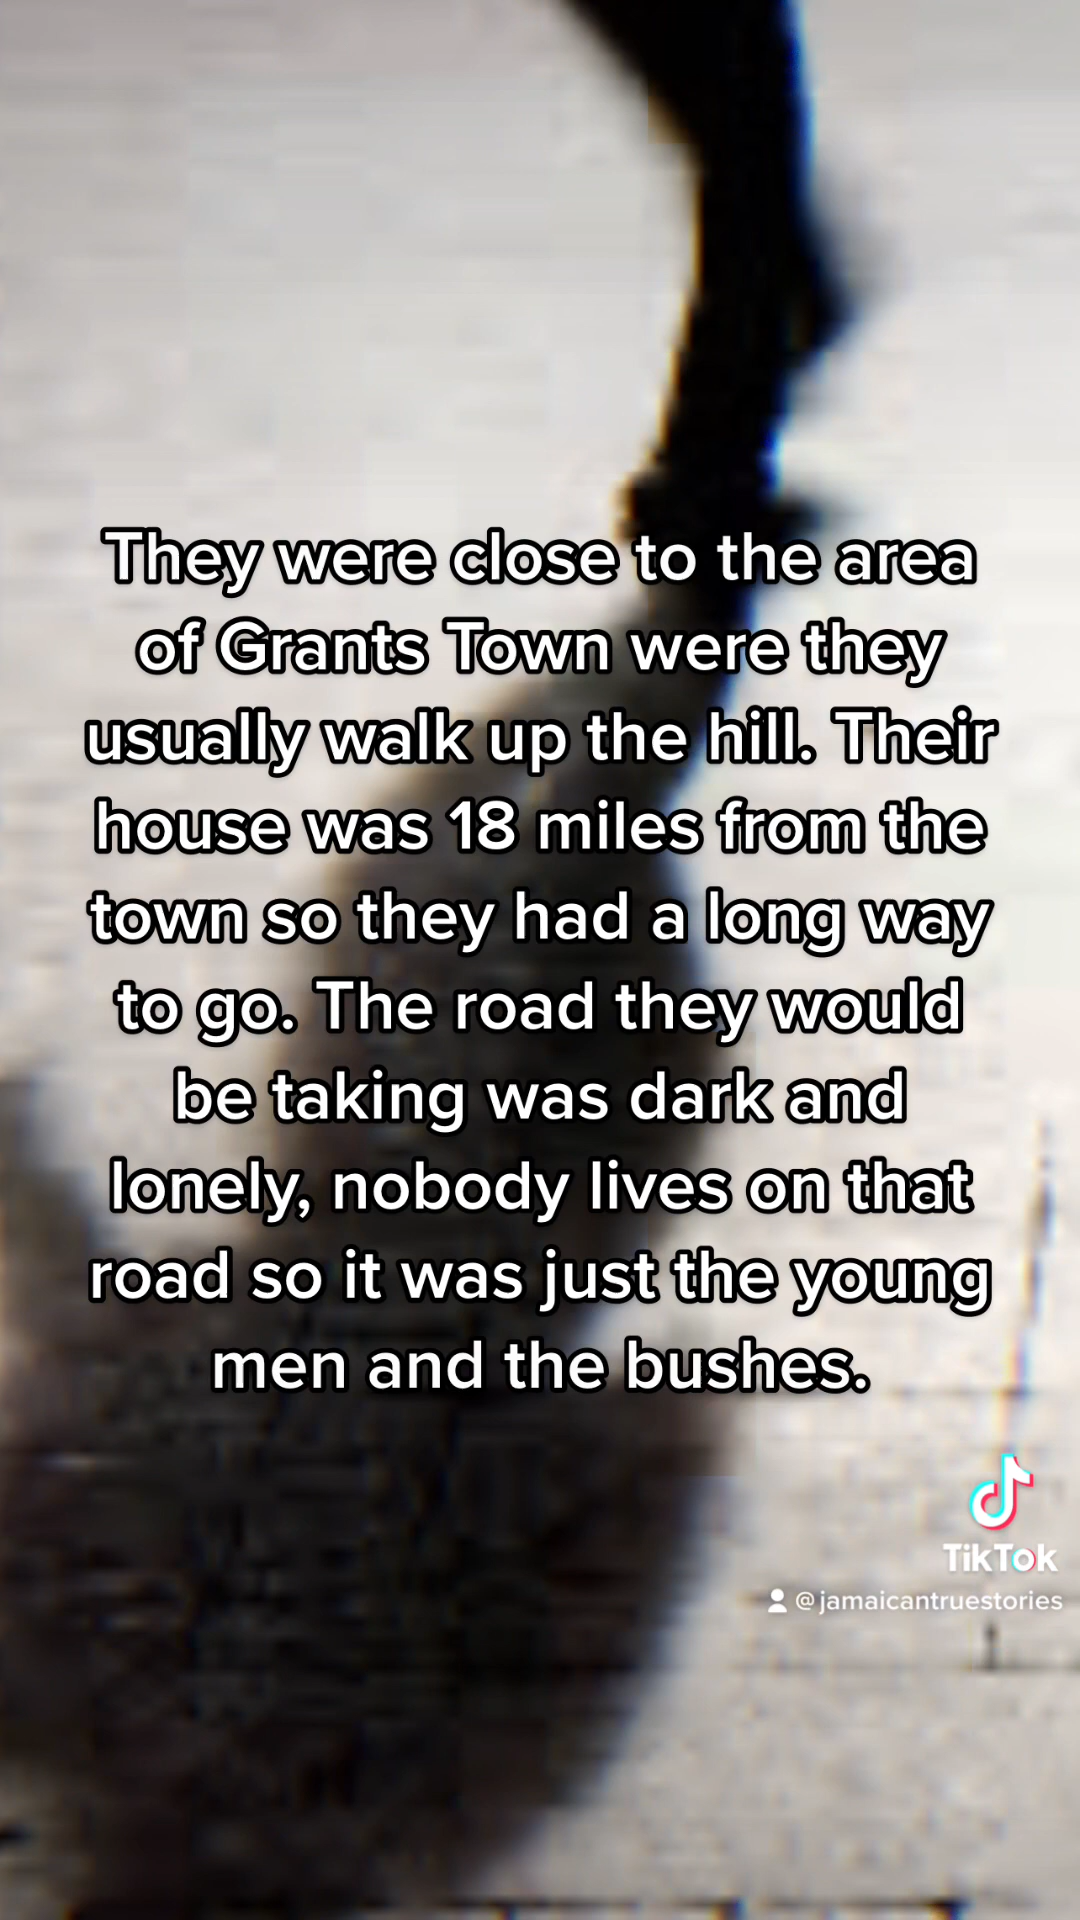 They were close to the area
of Grants Town were they
usually walk up the hill. Their
house was 18 miles from the
town so they had a long way
to go. The road they would
be taking was dark and
lonely, nobody lives on that
road so it was just the young
men and the bushes.
TikTok
@jamaicantruestories